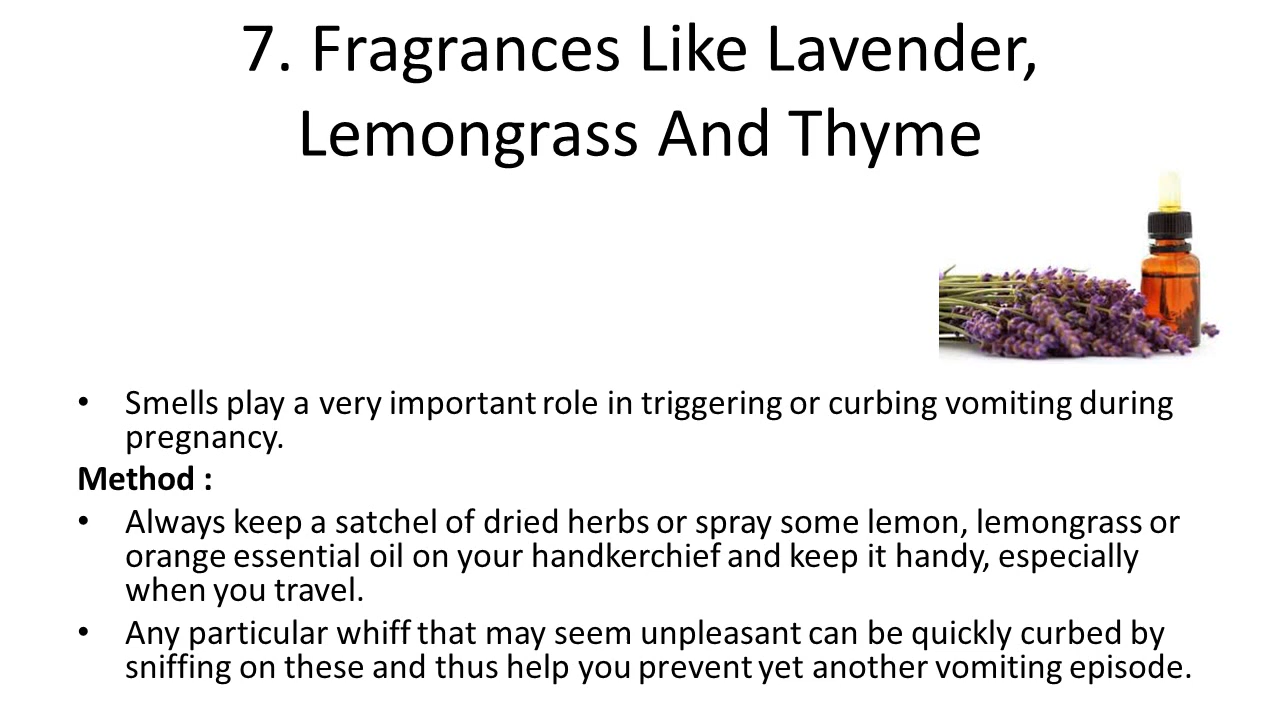 7. Fragrances Like Lavender,
Lemongrass And Thyme
• Smells play a very important role in triggering or curbing vomiting during
pregnancy.
Method :
• Always keep a satchel of dried herbs or spray some lemon, lemongrass or
orange essential oil on your handkerchief and keep it handy, especially
when you travel.
• Any particular whiff that may seem unpleasant can be quickly curbed by
sniffing on these and thus help you prevent yet another vomiting episode.